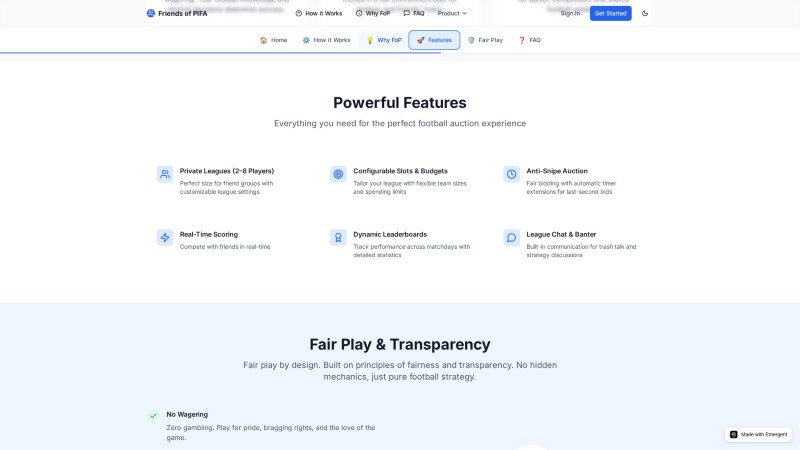 Friends of PIFA
How it Works
Why FoP
FAQ
Product
Sign In
Get Started
Home
How it Works
Why FoP
Features
Fair Play
FAQ
Powerful Features
Everything you need for the perfect football auction experience
Private Leagues (2–8 Players)
Perfect size for friend groups with
customizable league settings
Configurable Slots & Budgets
Tailor your league with flexible team sizes
and spending limits
Anti-Snipe Auction
Fair bidding with automatic timer
extensions for last-second bids
Real-Time Scoring
Compete with friends in real-time
Dynamic Leaderboards
Track performance across matchdays with
detailed statistics
League Chat & Banter
Built-in communication for trash talk and
strategy discussions
Fair Play & Transparency
Fair play by design. Built on principles of fairness and transparency. No hidden
mechanics, just pure football strategy.
No Wagering
Zero gambling. Play for pride, bragging rights, and the love of the
game.
Made with Emergent